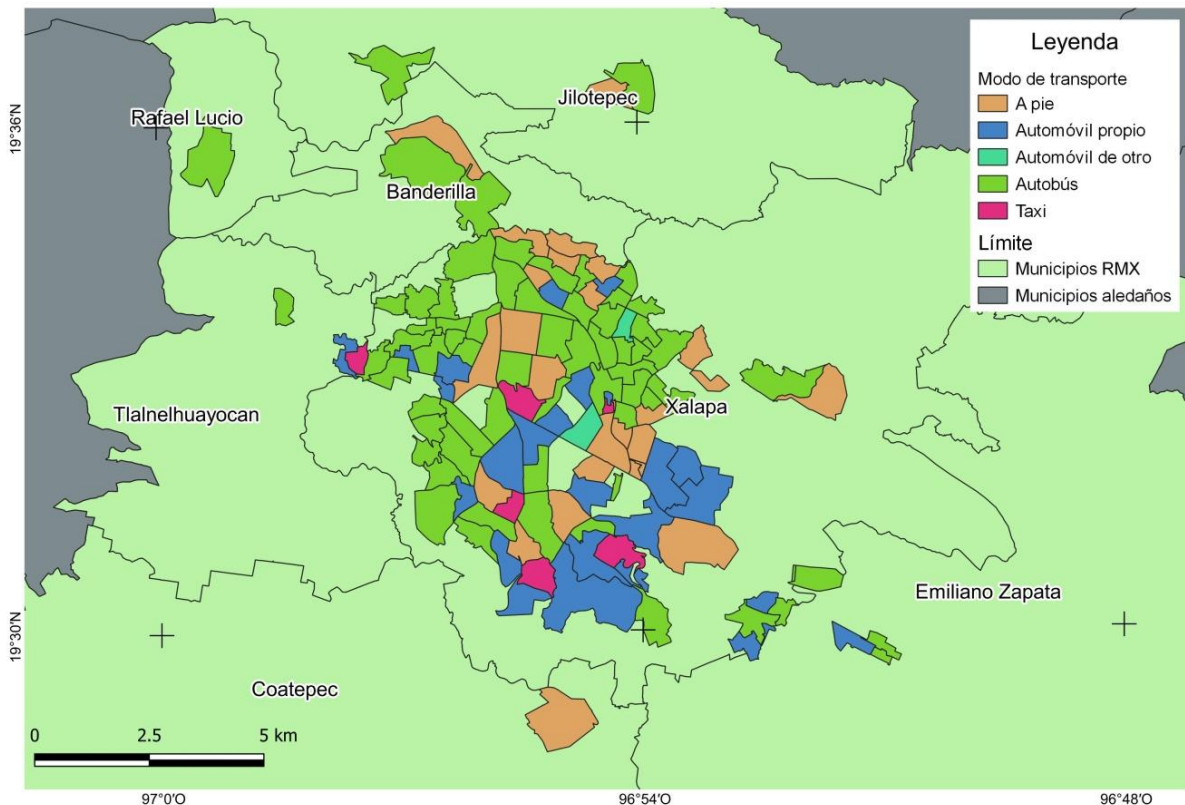 Leyenda
Modo de transporte
A pie
Automóvil propio
Automóvil de otro
Autobús
Taxi
Límite
Municipios RMX
Municipios aledaños
19°36'N
Rafael Lucio
Jilotepec
Banderilla
Tlalnelhuayocan
Xalapa
19°30'N
Emiliano Zapata
Coatepec
0 2.5 5 km
97°0'O 96°54'O 96°48'O